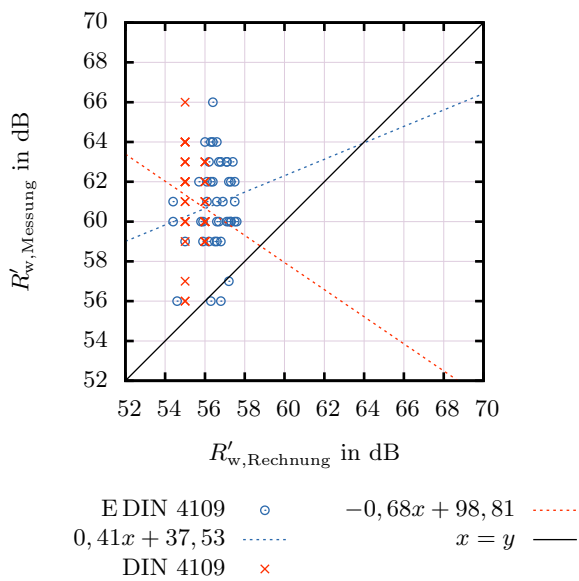 70
68
66
64
62
60
58
56
54
52
R′w,Messung in dB
52 54 56 58 60 62 64 66 68 70
R′w,Rechnung in dB
E DIN 4109
−0,68x + 98,81
0,41x + 37,53
x = y
DIN 4109